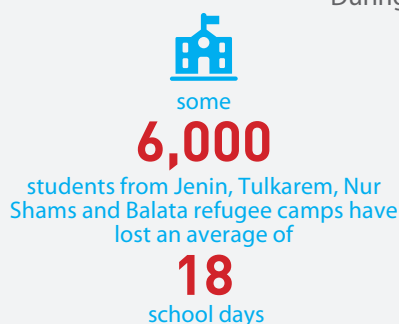 During
some
6,000
students from Jenin, Tulkarem, Nur
Shams and Balata refugee camps have
lost an average of
18
school days